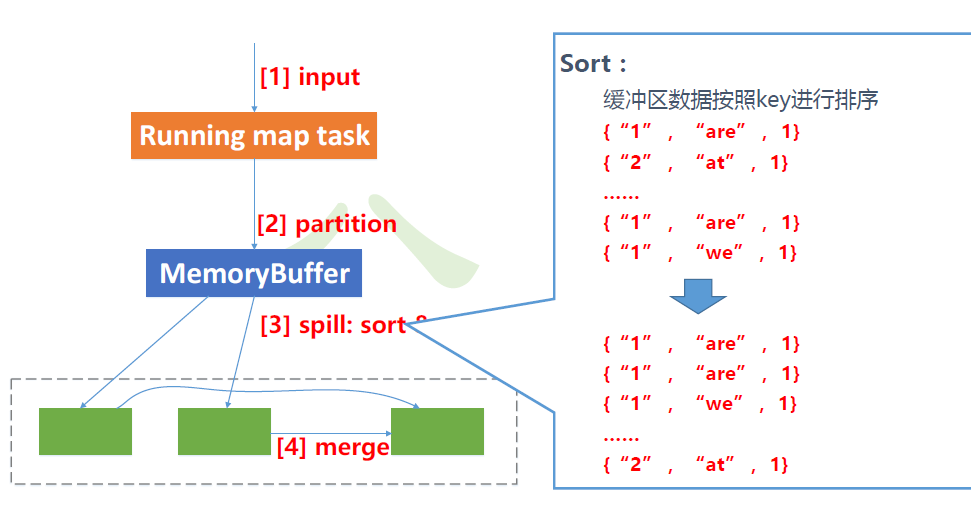 [1] input
Running map task
[2] partition
MemoryBuffer
[3] spill: sort
[4] merge
Sort :
缓冲区数据按照key进行排序
{“1” , “are” , 1}
{“2” , “at” , 1}
......
{“1” , “are” , 1}
{“1” , “we” , 1}
{“1” , “are” , 1}
{“1” , “are” , 1}
{“1” , “we” , 1}
......
{“2” , “at” , 1}